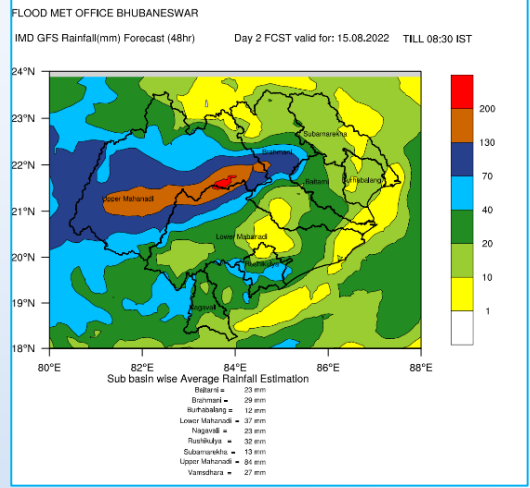 FLOOD MET OFFICE BHUBANESWAR
IMD GFS Rainfall(mm) Forecast (48hr) Day 2 FCST valid for: 15.08.2022 TILL 08:30 IST
24°N
23°N
22°N
21°N
20°N
19°N
18°N
80°E 82°E 84°E 86°E 88°E
Subarnarekha
Brahmani
Baitarni
Burhabalang
Upper Mahanadi
Lower Mahanadi
Rushikulya
Nagavali
200
130
70
40
20
10
1
Sub basin wise Average Rainfall Estimation
Baitarni = 23 mm
Brahmani = 29 mm
Burhabalang = 12 mm
Lower Mahanadi = 37 mm
Nagavali = 23 mm
Rushikulya = 32 mm
Subarnarekha = 13 mm
Upper Mahanadi = 84 mm
Vamsdhara = 27 mm